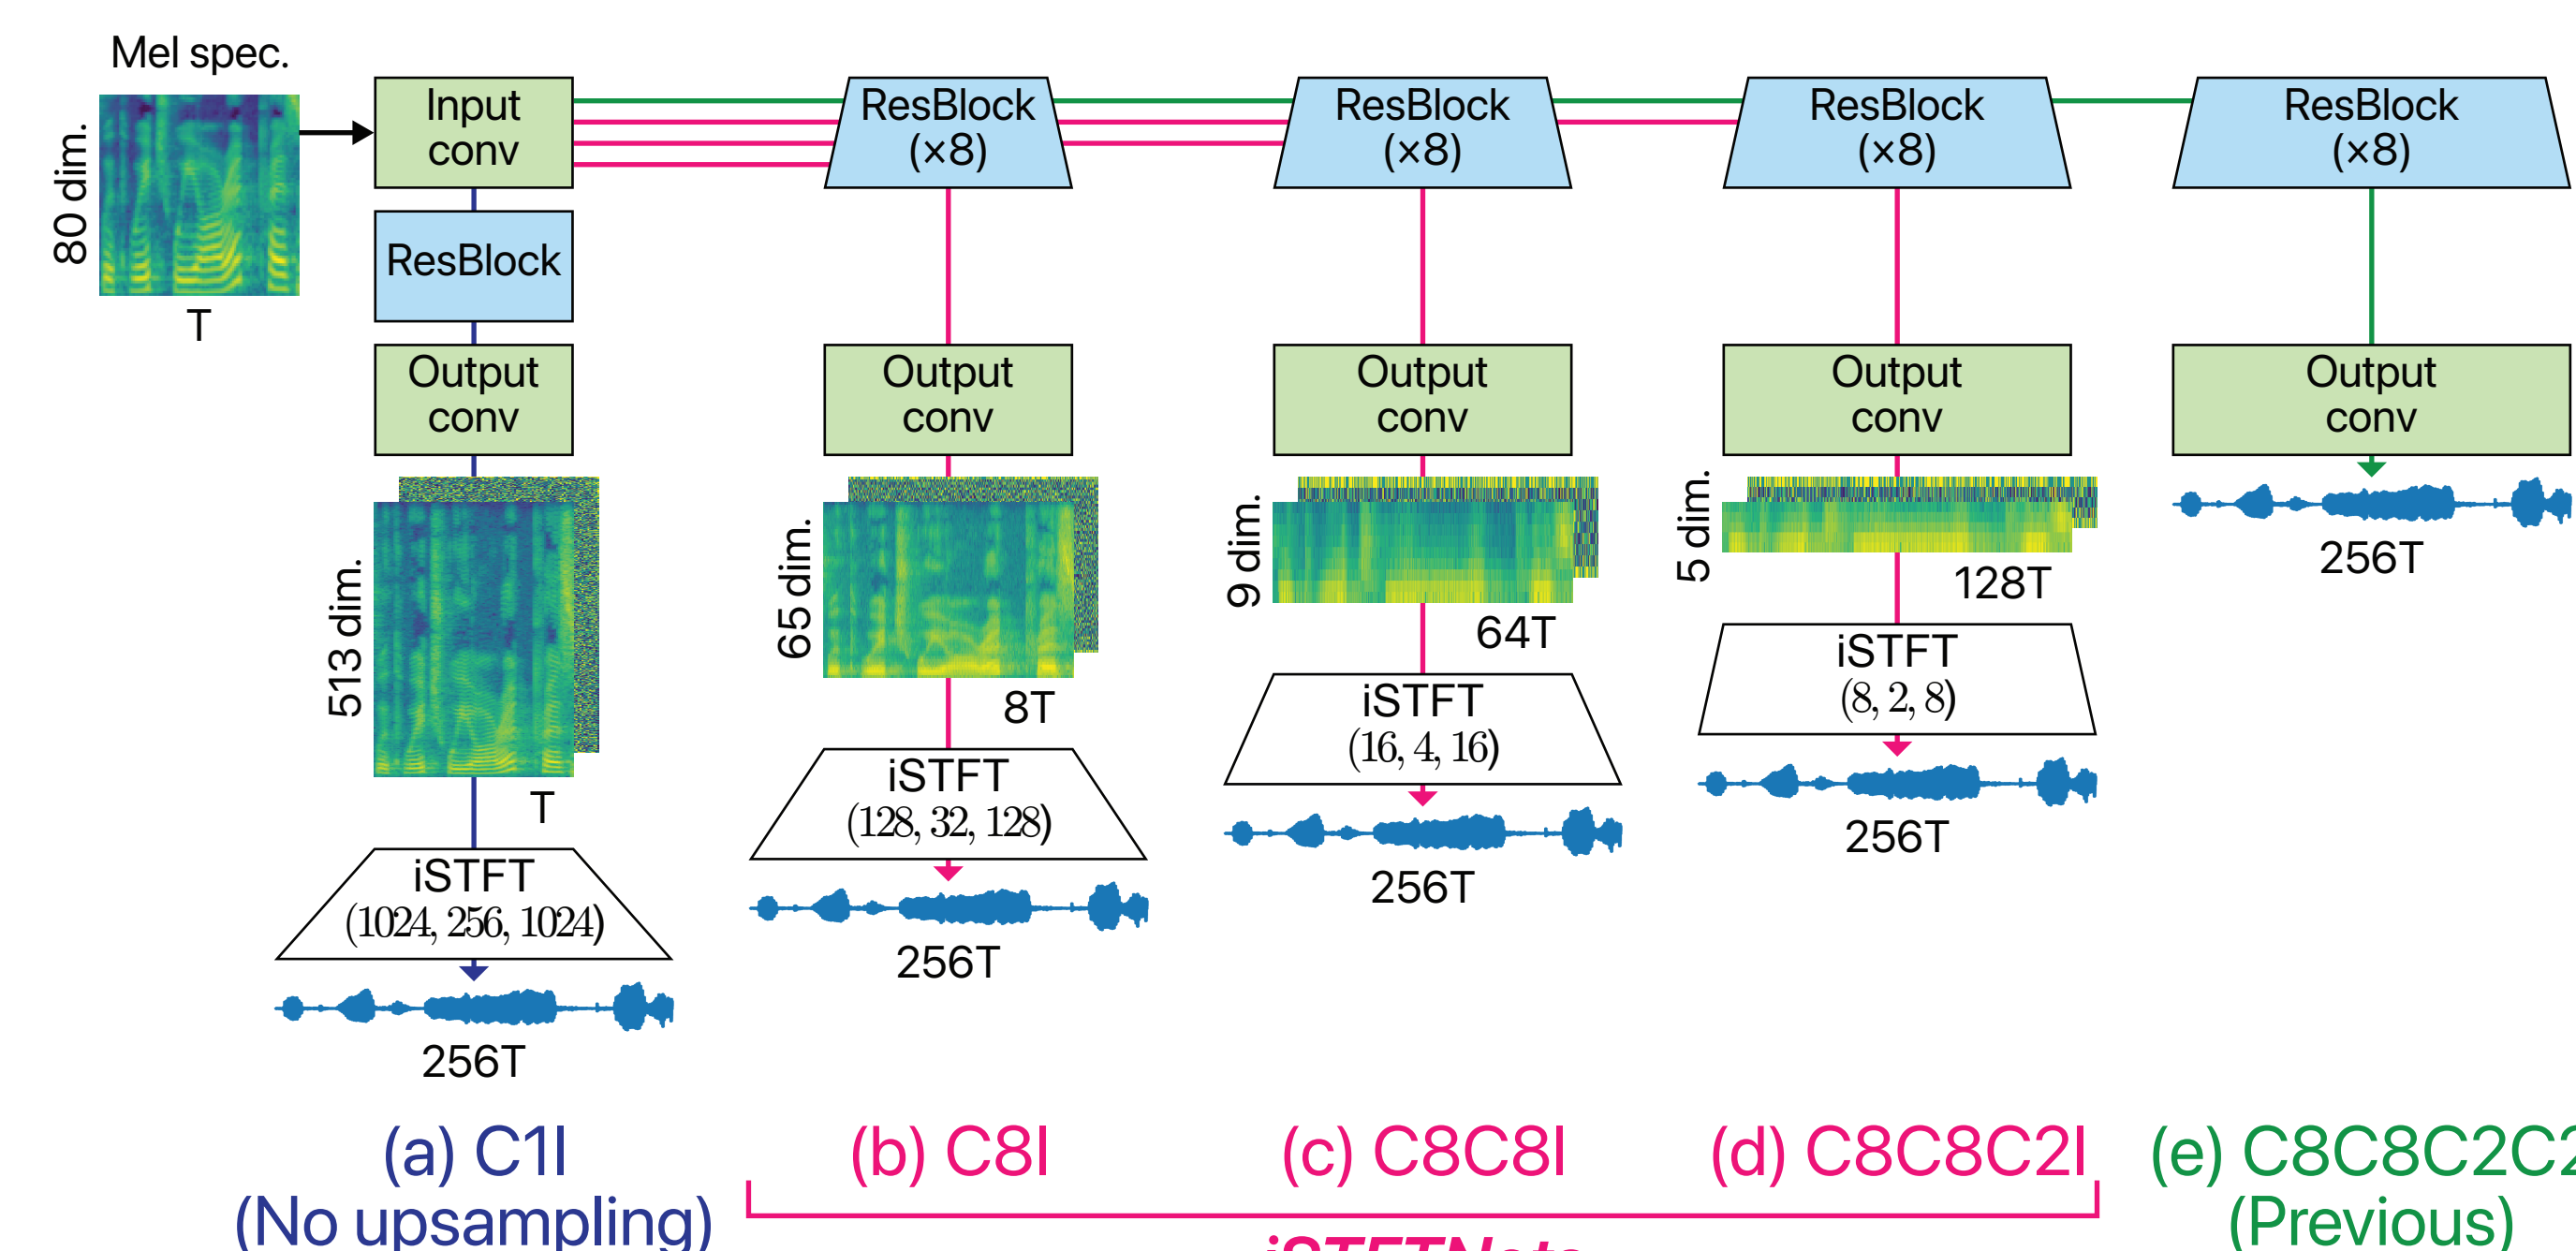 Mel spec.
80 dim.
T
Input
conv
ResBlock
(×8)
ResBlock
(×8)
ResBlock
(×8)
ResBlock
(×8)
ResBlock
Output
conv
Output
conv
Output
conv
Output
conv
Output
conv
513 dim.
T
65 dim.
8T
9 dim.
64T
5 dim.
128T
256T
iSTFT
(1024, 256, 1024)
256T
iSTFT
(128, 32, 128)
256T
iSTFT
(16, 4, 16)
256T
iSTFT
(8, 2, 8)
256T
(a) C1I
(No upsampling)
(b) C8I
(c) C8C8I
(d) C8C8C2I
(e) C8C8C2C2
(Previous)
iSTFTNets